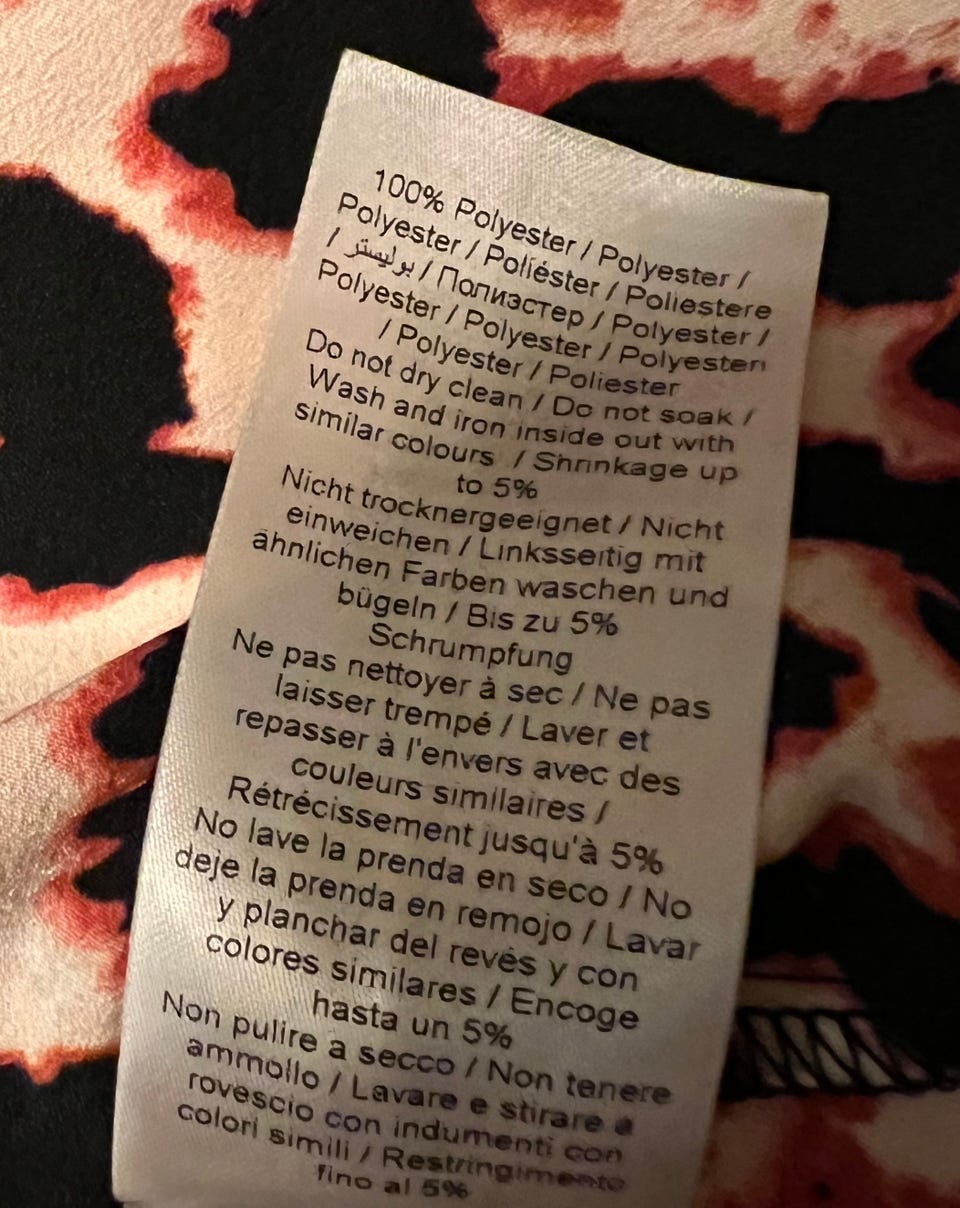 100% Polyester / Polyester /
Polyester / Poliéster / Poliestere
/ بوليستر / Полиэстер / Polyester /
Polyester / Polyester / Polyesteri
/ Polyester / Poliester
Do not dry clean / Do not soak /
Wash and iron inside out with
similar colours / Shrinkage up
to 5%
Nicht trocknergeeignet / Nicht
einweichen / Linksseitig mit
ähnlichen Farben waschen und
bügeln / Bis zu 5%
Schrumpfung
Ne pas nettoyer à sec / Ne pas
laisser trempé / Laver et
repasser à l'envers avec des
couleurs similaires /
Rétrécissement jusqu'à 5%
No lave la prenda en seco / No
deje la prenda en remojo / Lavar
y planchar del revés y con
colores similares / Encoge
hasta un 5%
Non pulire a secco / Non tenere
ammollo / Lavare e stirare a
rovescio con indumenti con
colori simili / Restringimento
fino al 5%